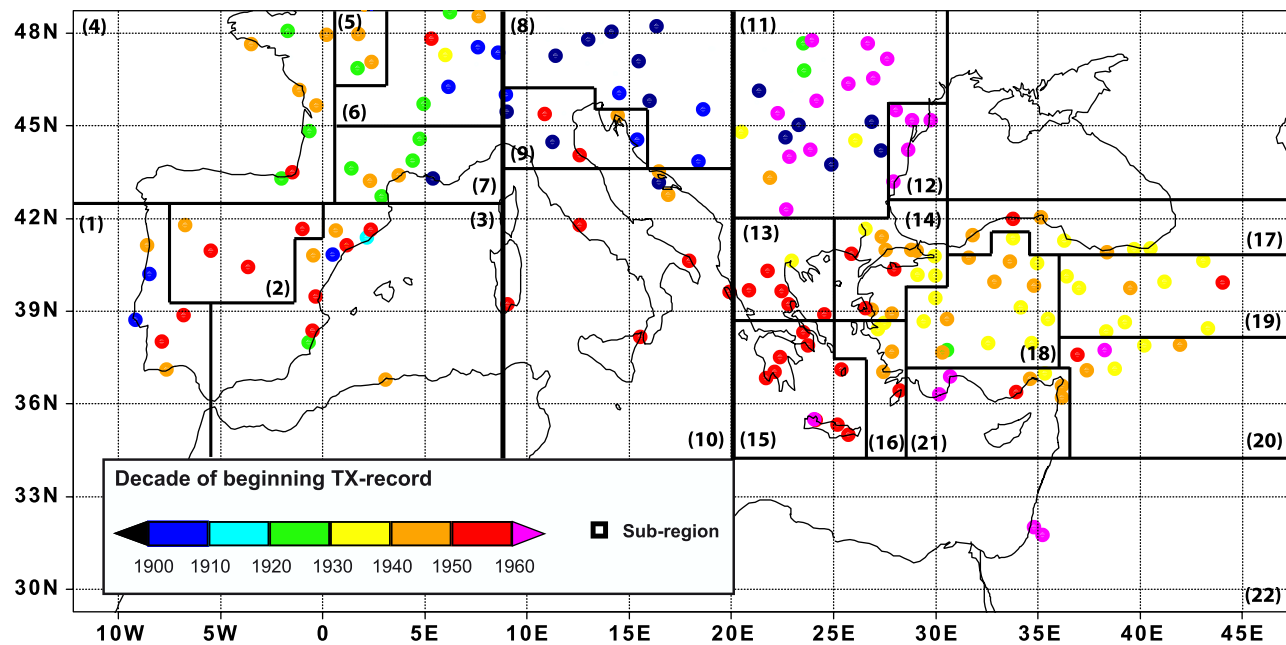 (4) (5) (8) (11)
48N
(6)
45N
(9) (7) (12)
42N
(1) (3) (13) (14) (17)
(2)
39N
(18) (19)
36N
(10) (15) (16) (21) (20)
Decade of beginning TX-record
33N
Sub-region
1900 1910 1920 1930 1940 1950 1960
30N
(22)
10W 5W 0 5E 10E 15E 20E 25E 30E 35E 40E 45E